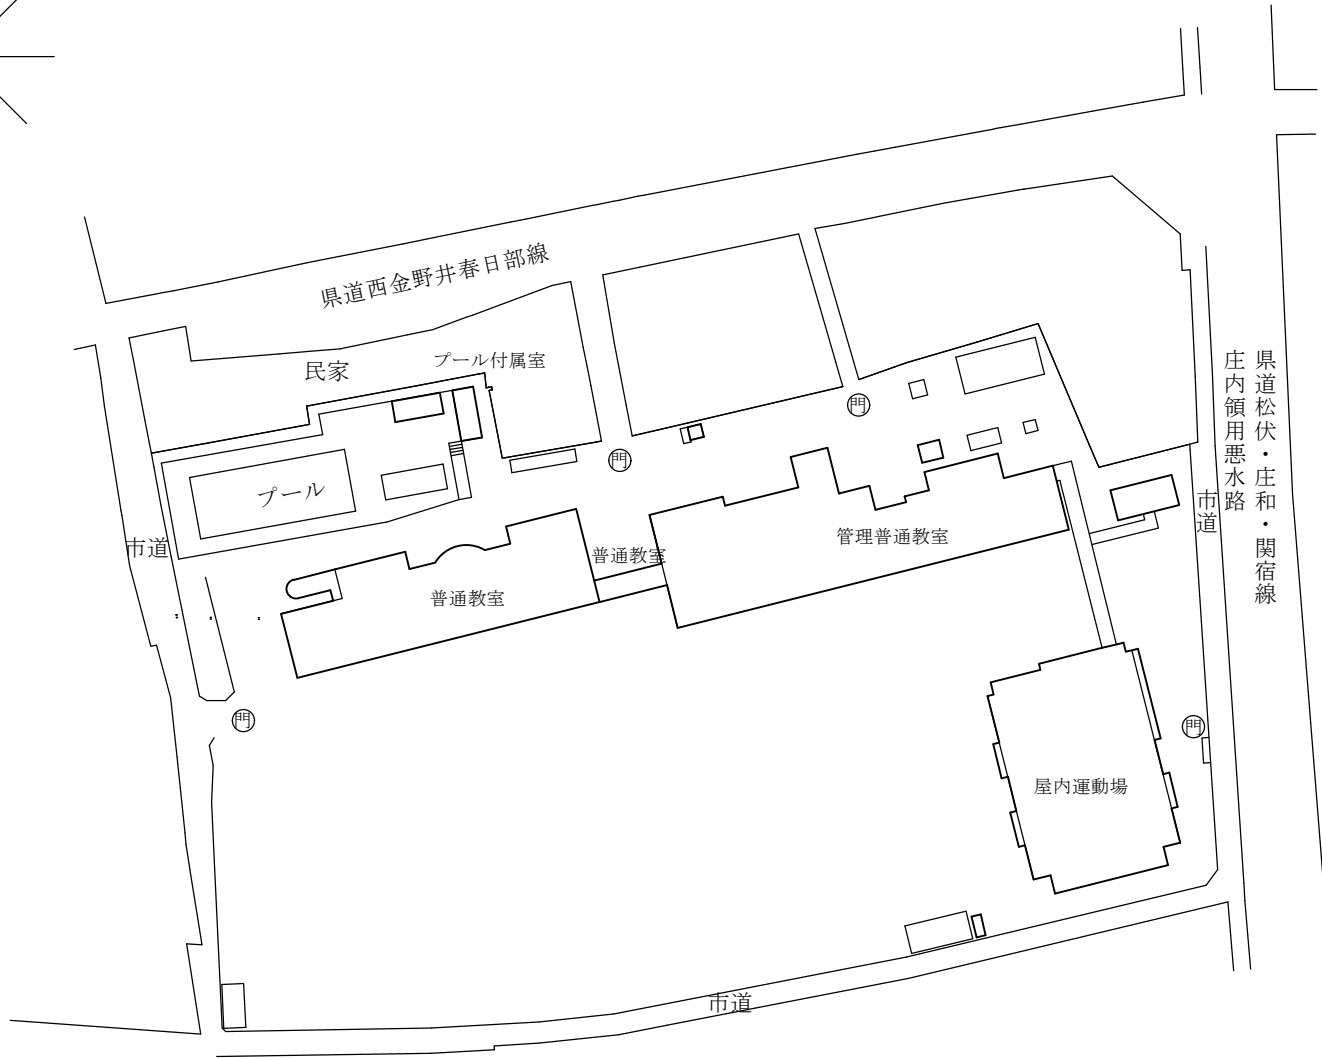 県道西金野井春日部線
民家
プール付属室
門
門
プール
市道
普通教室
普通教室
管理普通教室
県道松伏・庄和・関宿線
庄内領用悪水路
市道
門
門
屋内運動場
市道